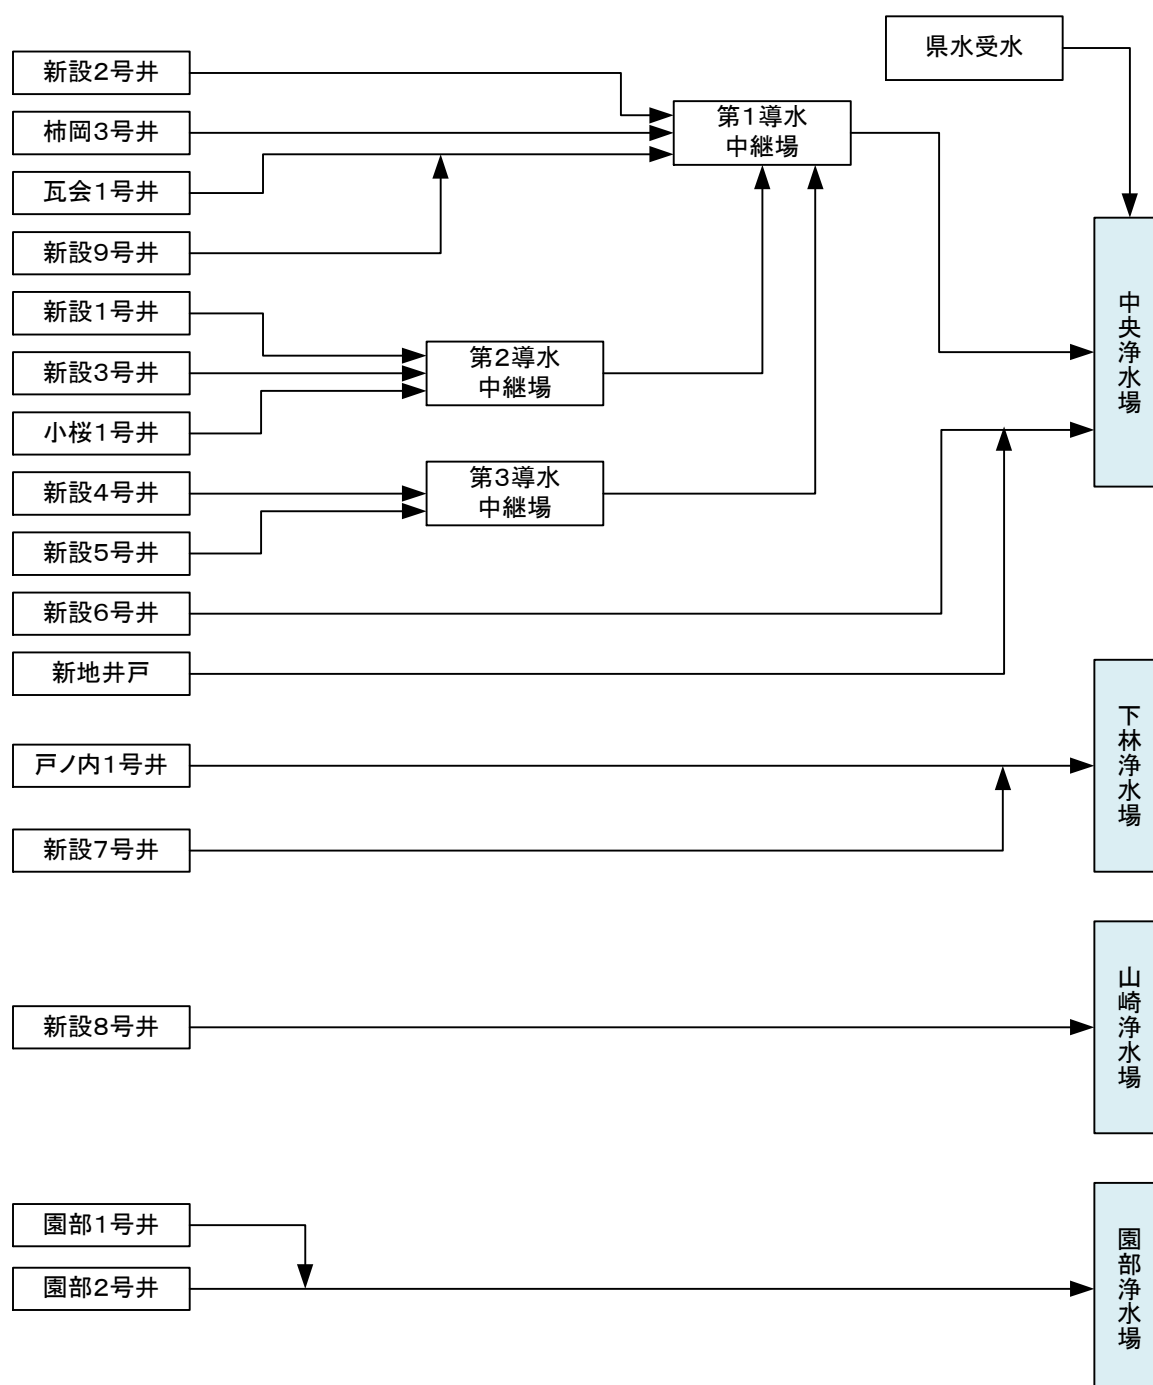 県水受水
新設2号井
柿岡3号井
瓦会1号井
新設9号井
新設1号井
新設3号井
小桜1号井
新設4号井
新設5号井
新設6号井
新地井戸
戸ノ内1号井
新設7号井
新設8号井
園部1号井
園部2号井
第1導水
中継場
第2導水
中継場
第3導水
中継場
中央浄水場
下林浄水場
山崎浄水場
園部浄水場